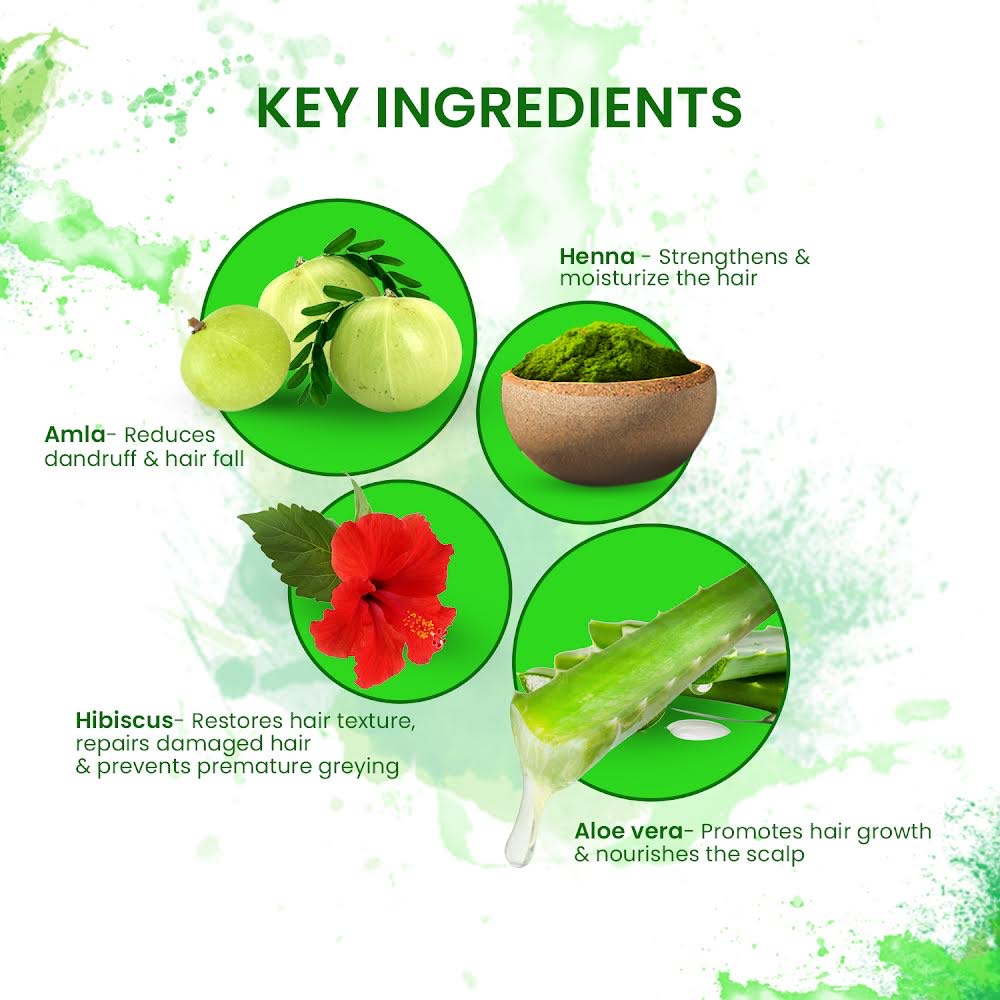 KEY INGREDIENTS
Henna - Strengthens &
moisturize the hair
Amla- Reduces
dandruff & hair fall
Hibiscus- Restores hair texture,
repairs damaged hair
& prevents premature greying
Aloe vera- Promotes hair growth
& nourishes the scalp